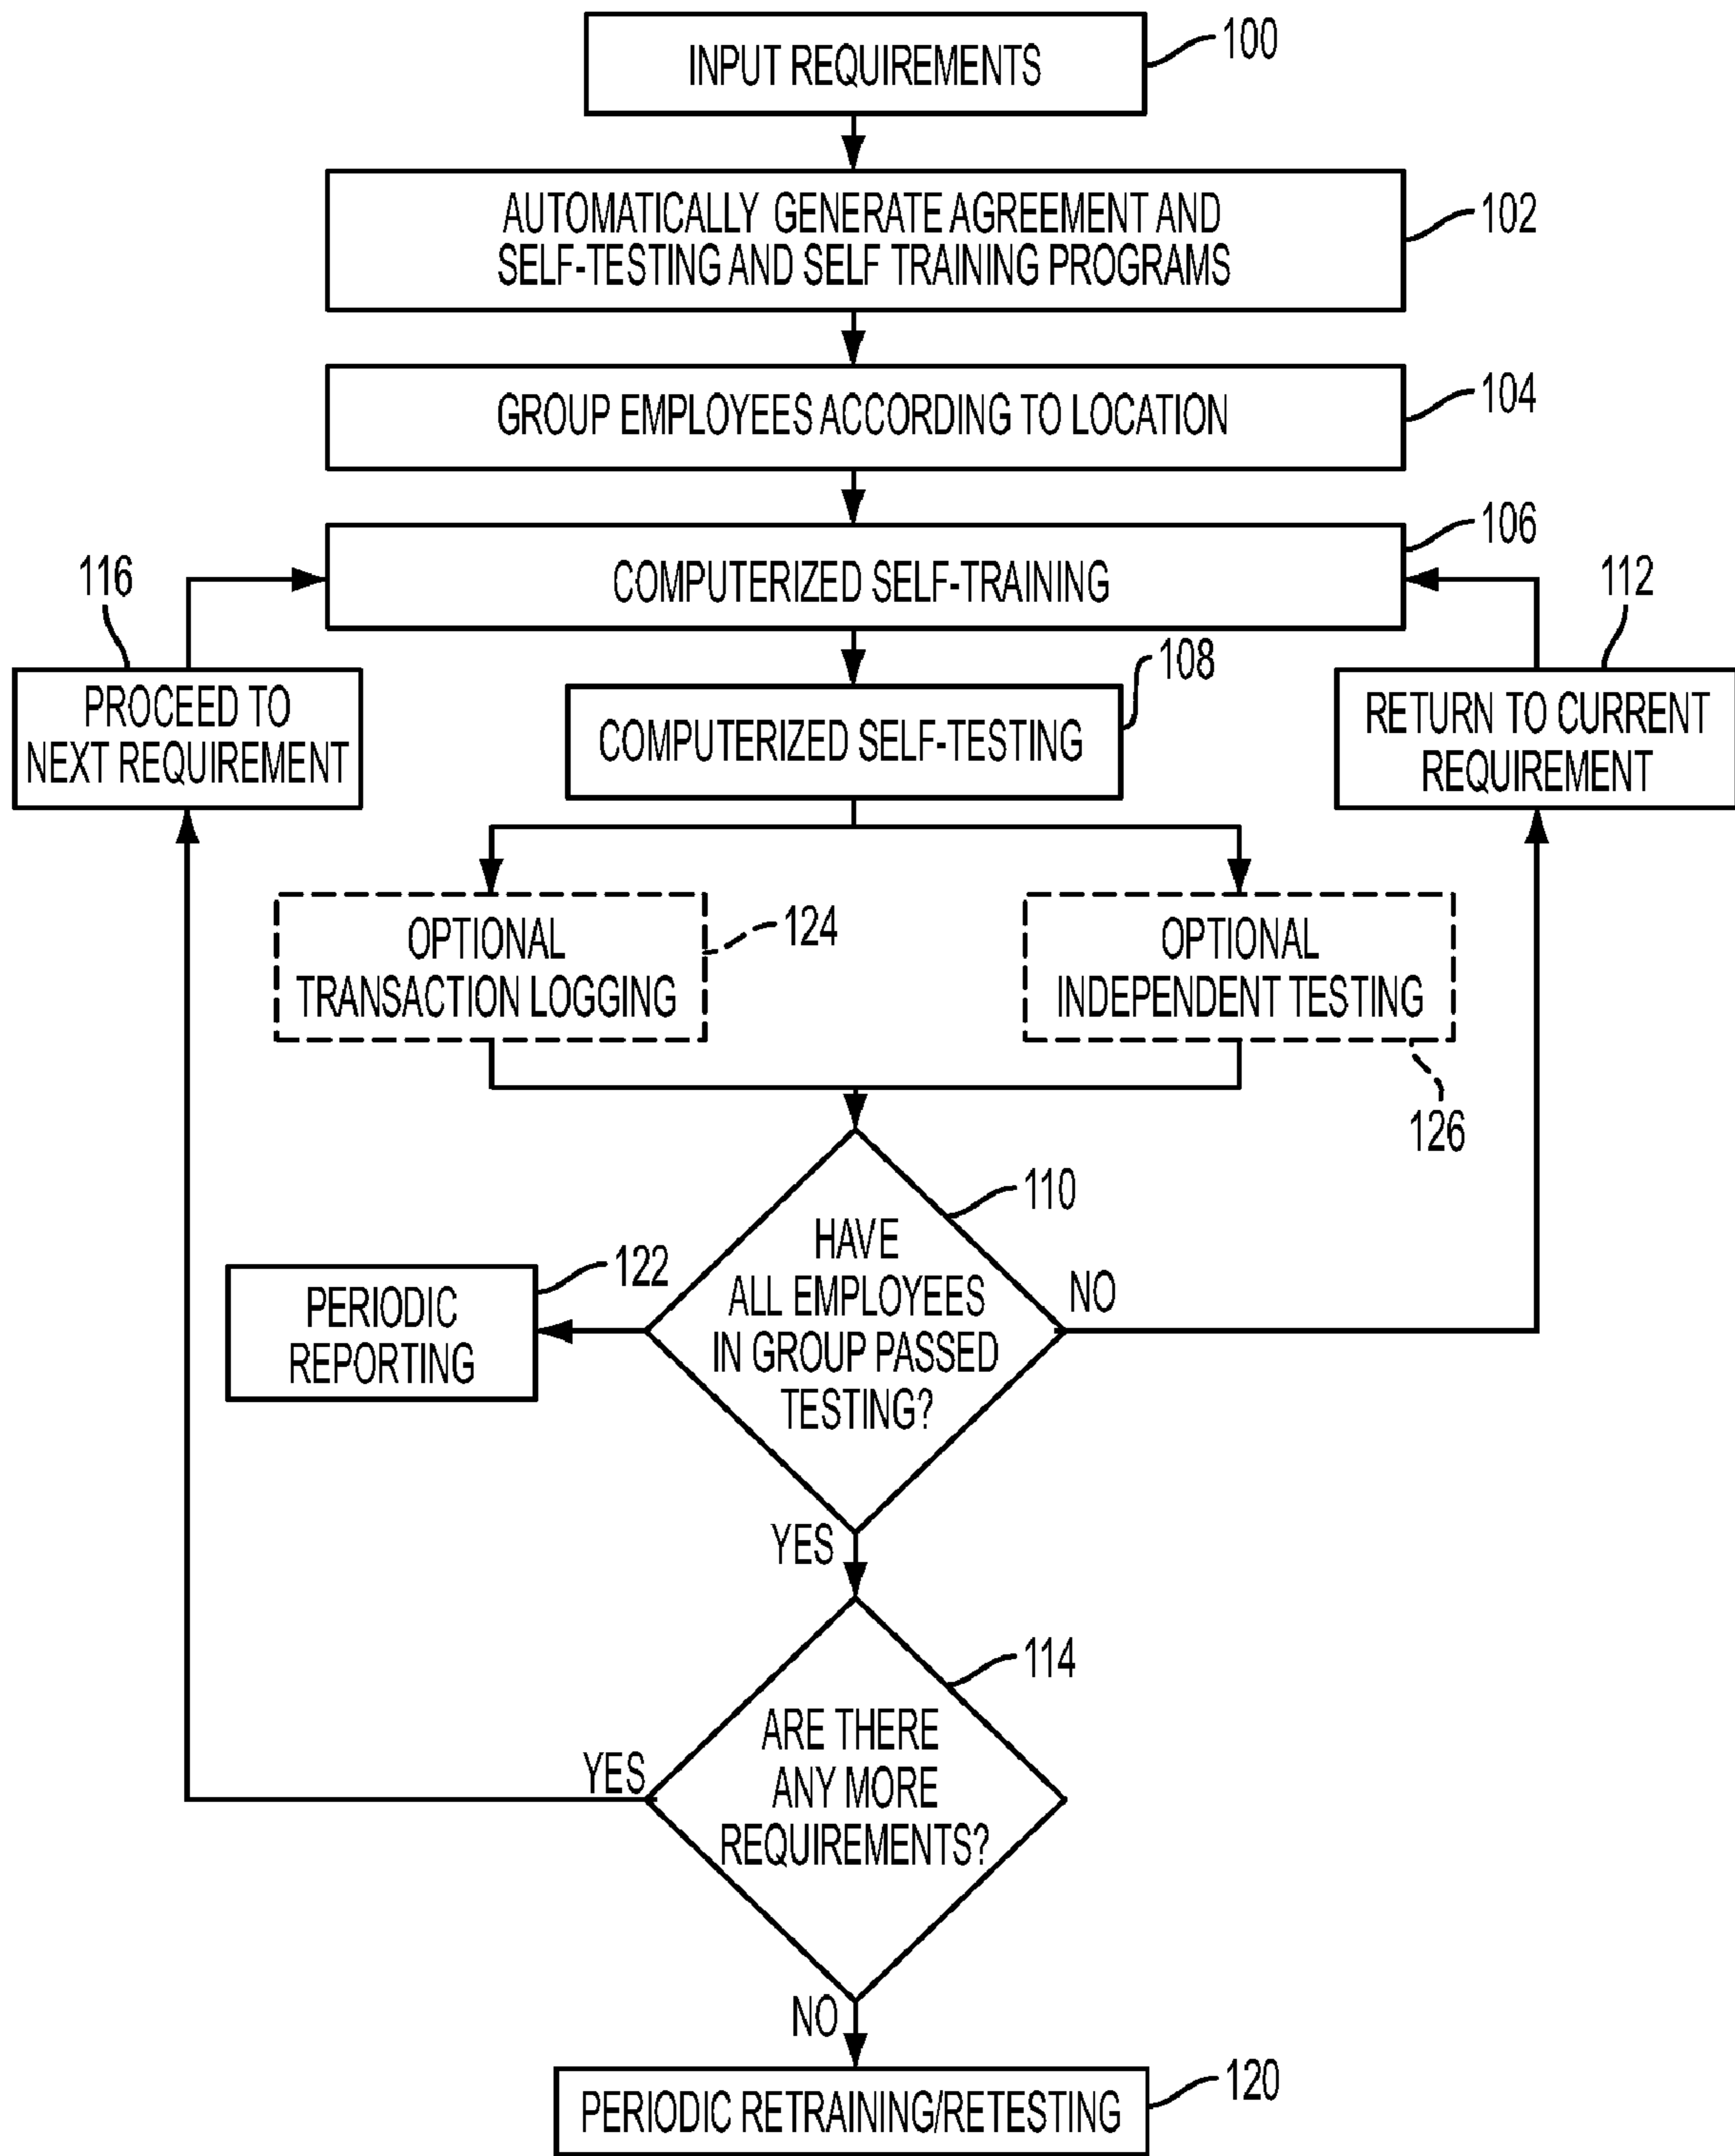 INPUT REQUIREMENTS
100
AUTOMATICALLY GENERATE AGREEMENT AND
SELF-TESTING AND SELF TRAINING PROGRAMS
102
GROUP EMPLOYEES ACCORDING TO LOCATION
104
COMPUTERIZED SELF-TRAINING
106
116
PROCEED TO
NEXT REQUIREMENT
COMPUTERIZED SELF-TESTING
108
112
RETURN TO CURRENT
REQUIREMENT
OPTIONAL
TRANSACTION LOGGING
124
OPTIONAL
INDEPENDENT TESTING
126
HAVE
ALL EMPLOYEES
IN GROUP PASSED
TESTING?
110
NO
PERIODIC
REPORTING
122
YES
ARE THERE
ANY MORE
REQUIREMENTS?
114
YES
NO
PERIODIC RETRAINING/RETESTING
120